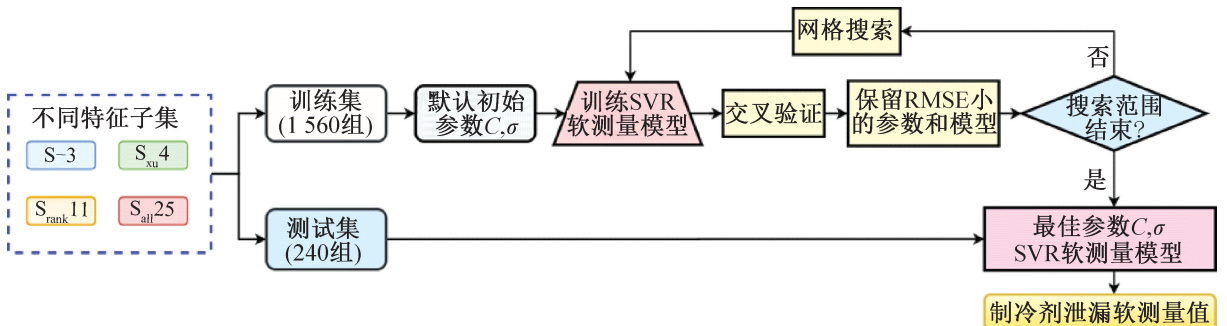 不同特征子集
S-3
Sxu4
Srank11
Sall25
训练集
(1 560组)
测试集
(240组)
默认初始
参数C,σ
训练SVR
软测量模型
交叉验证
保留RMSE小
的参数和模型
搜索范围
结束?
否
网格搜索
是
最佳参数C,σ
SVR软测量模型
制冷剂泄漏软测量值